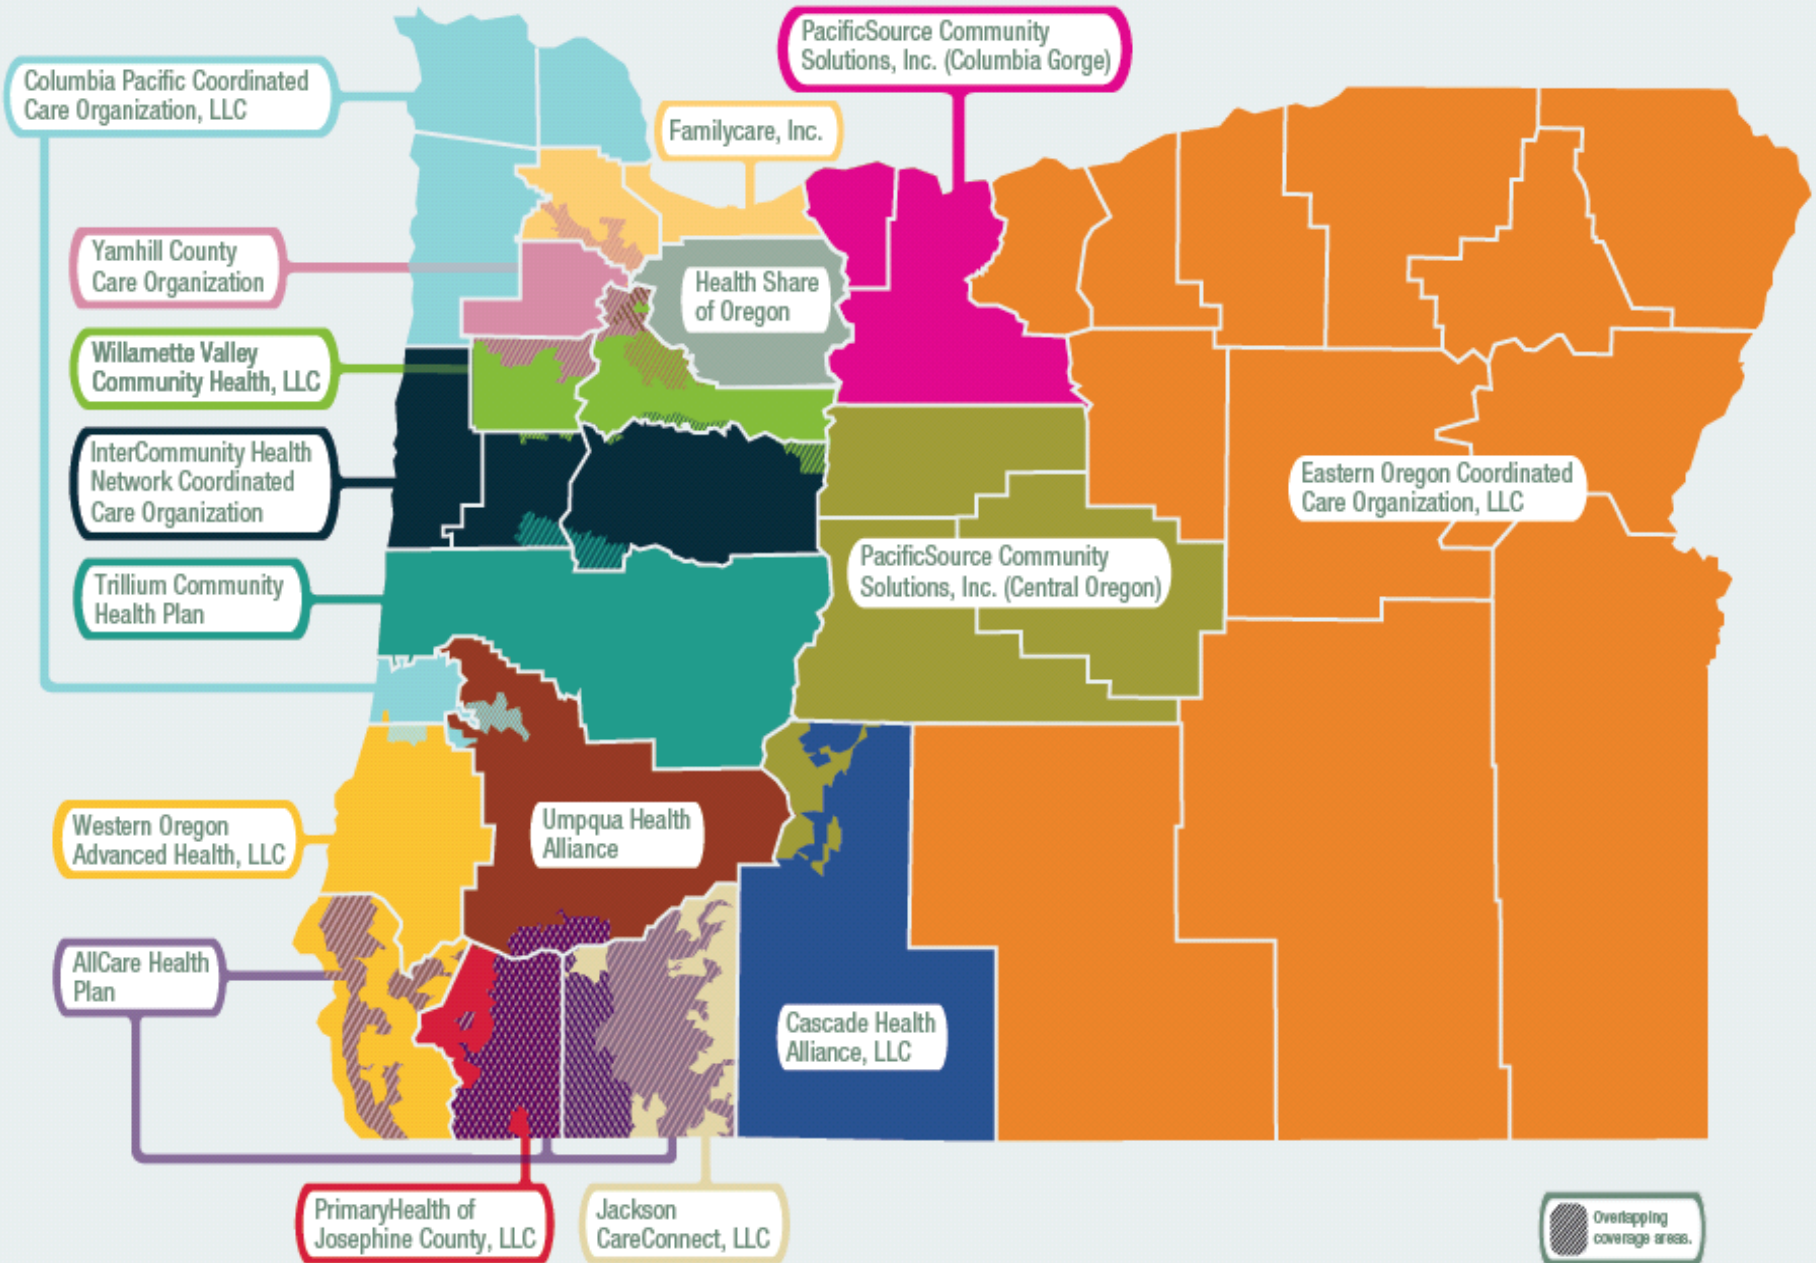 PacificSource Community
Solutions, Inc. (Columbia Gorge)
Columbia Pacific Coordinated
Care Organization, LLC
Familycare, Inc.
Yamhill County
Care Organization
Health Share
of Oregon
Willamette Valley
Community Health, LLC
InterCommunity Health
Network Coordinated
Care Organization
Eastern Oregon Coordinated
Care Organization, LLC
PacificSource Community
Solutions, Inc. (Central Oregon)
Trillium Community
Health Plan
Western Oregon
Advanced Health, LLC
Umpqua Health
Alliance
AllCare Health
Plan
Cascade Health
Alliance, LLC
PrimaryHealth of
Josephine County, LLC
Jackson
CareConnect, LLC
Overlapping
coverage areas.